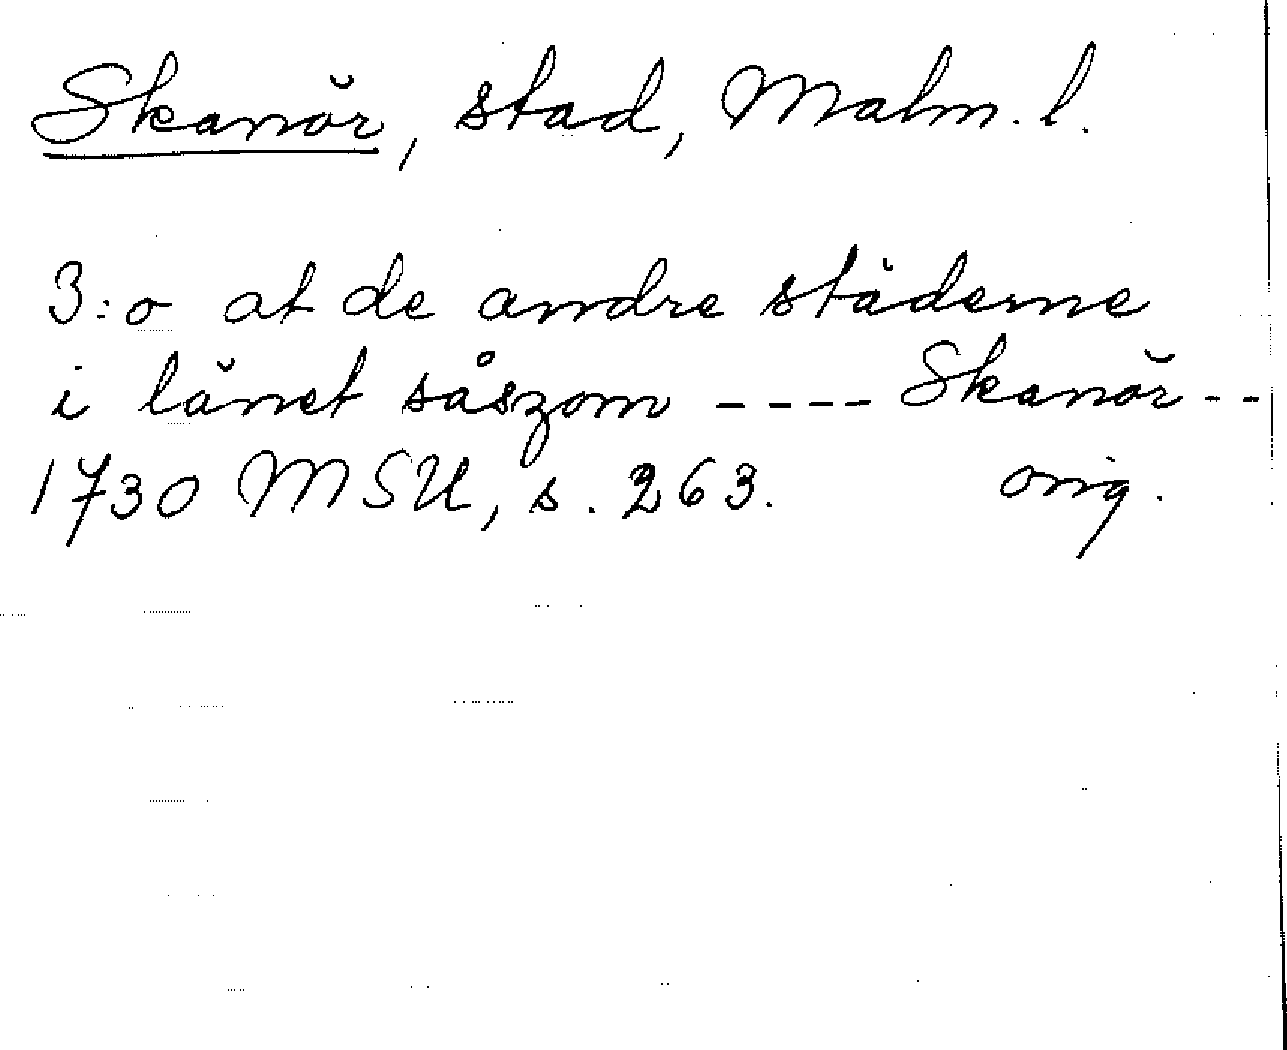 Skanör, stad, Malm. l.
3:o at de andre städerne
i länet såszom ---- Skanör --
1730 MSU, s. 263. orig.